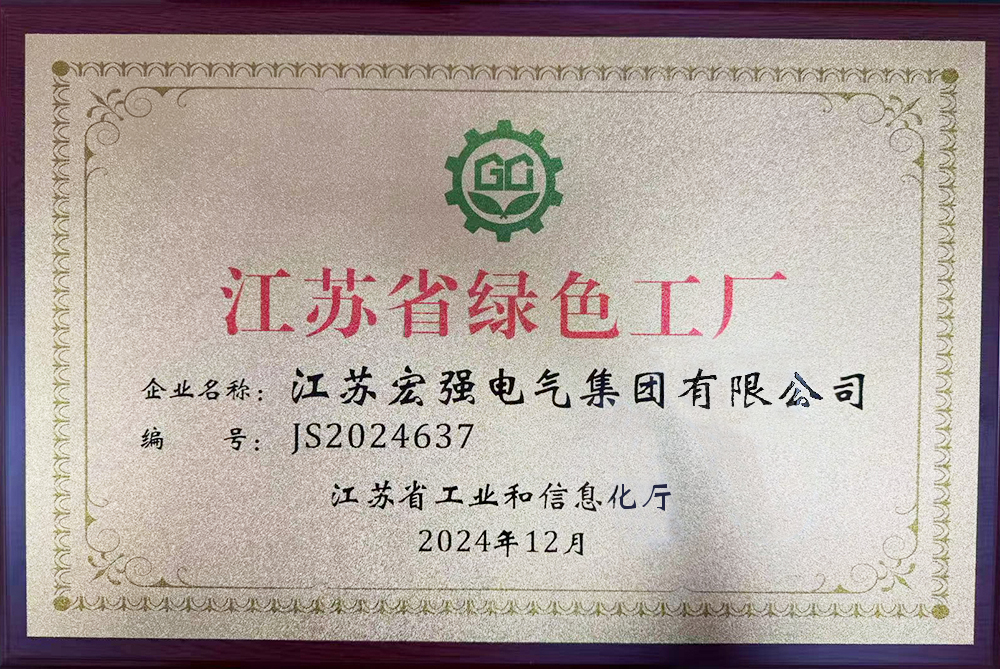 GC
江苏省绿色工厂
企业名称：江苏宏强电气集团有限公司
编 号：JS2024637
江苏省工业和信息化厅
2024年12月